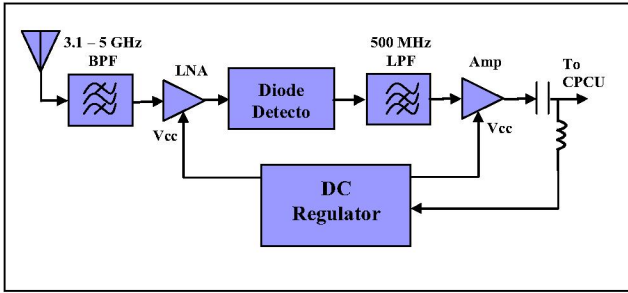 3.1 – 5 GHz
BPF
LNA
Vcc
Diode
Detecto
500 MHz
LPF
Amp
Vcc
To
CPCU
DC
Regulator